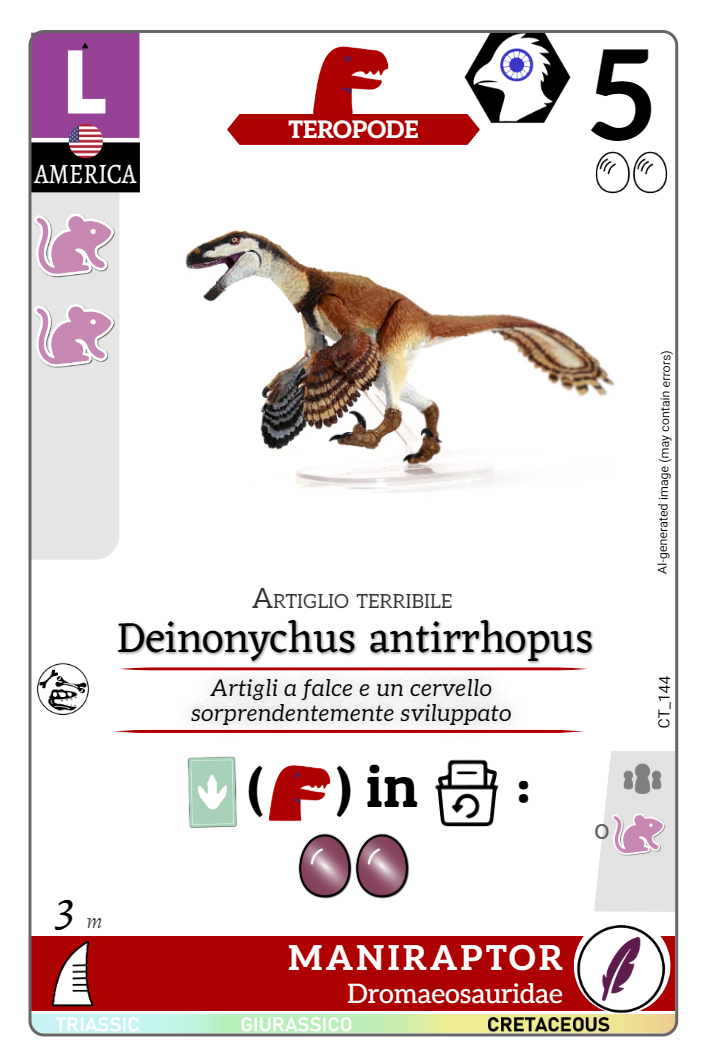 L
TEROPODE
5
AMERICA
AI-generated image (may contain errors)
Artiglio terribile
Deinonychus antirrhopus
Artigli a falce e un cervello
sorprendentemente sviluppato
CT_144
( ) in :
o
3 m
MANIRAPTOR
Dromaeosauridae
TRIASSIC GIURASSICO CRETACEOUS